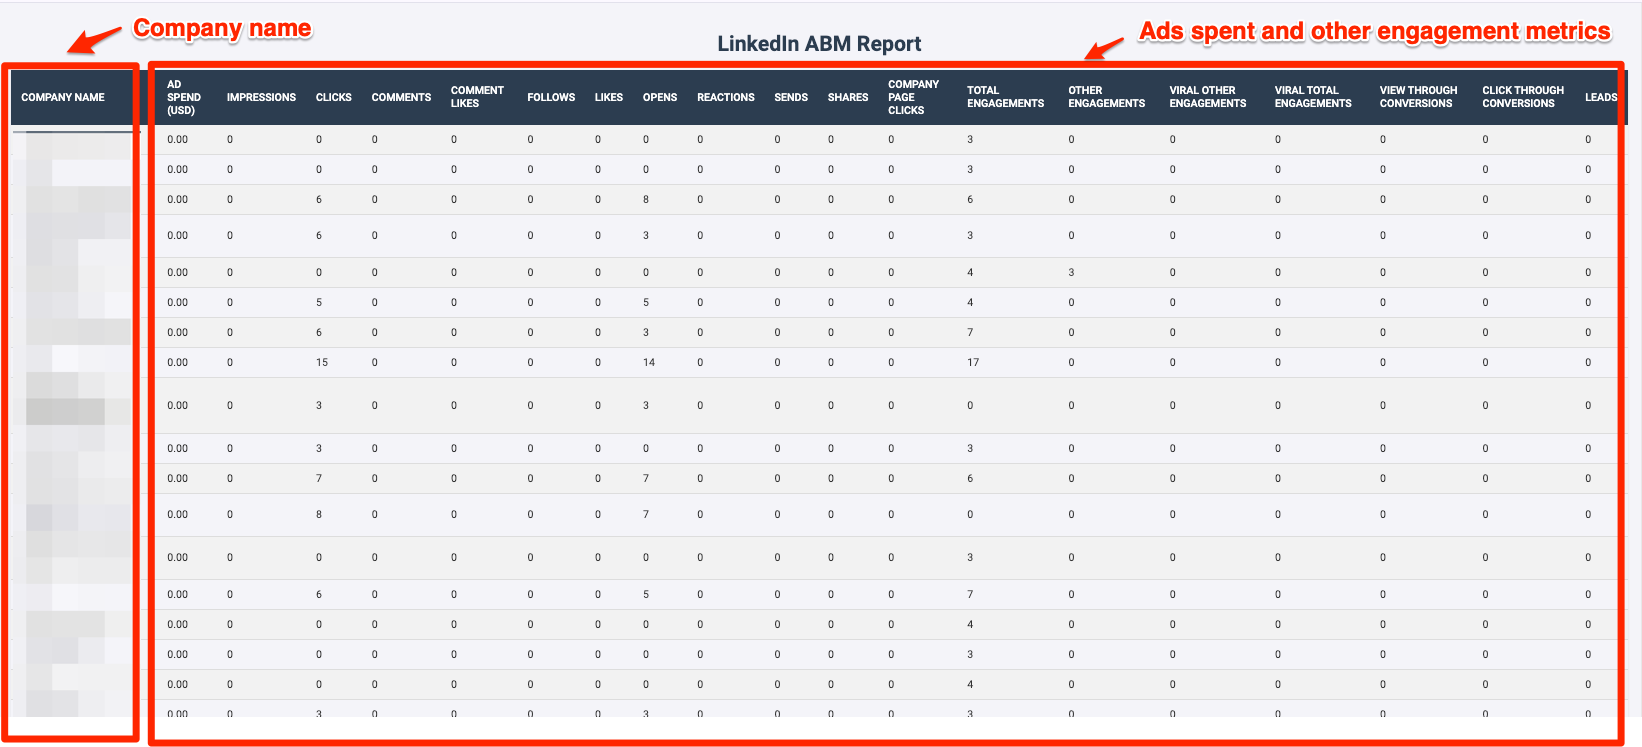 Company name
Ads spent and other engagement metrics
LinkedIn ABM Report
COMPANY NAME AD SPEND (USD) IMPRESSIONS CLICKS COMMENTS COMMENT LIKES FOLLOWS LIKES OPENS REACTIONS SENDS SHARES COMPANY PAGE CLICKS TOTAL ENGAGEMENTS OTHER ENGAGEMENTS VIRAL OTHER ENGAGEMENTS VIRAL TOTAL ENGAGEMENTS VIEW THROUGH CONVERSIONS CLICK THROUGH CONVERSIONS LEADS
0.00 0 0 0 0 0 0 0 0 0 0 0 3 0 0 0 0 0 0
0.00 0 0 0 0 0 0 0 0 0 0 0 3 0 0 0 0 0 0
0.00 0 6 0 0 0 0 8 0 0 0 0 6 0 0 0 0 0 0
0.00 0 6 0 0 0 0 3 0 0 0 0 3 0 0 0 0 0 0
0.00 0 0 0 0 0 0 0 0 0 0 0 4 3 0 0 0 0 0
0.00 0 5 0 0 0 0 5 0 0 0 0 4 0 0 0 0 0 0
0.00 0 6 0 0 0 0 3 0 0 0 0 7 0 0 0 0 0 0
0.00 0 15 0 0 0 0 14 0 0 0 0 17 0 0 0 0 0 0
0.00 0 3 0 0 0 0 3 0 0 0 0 0 0 0 0 0 0 0
0.00 0 3 0 0 0 0 0 0 0 0 0 3 0 0 0 0 0 0
0.00 0 7 0 0 0 0 7 0 0 0 0 6 0 0 0 0 0 0
0.00 0 8 0 0 0 0 7 0 0 0 0 0 0 0 0 0 0 0
0.00 0 0 0 0 0 0 0 0 0 0 0 3 0 0 0 0 0 0
0.00 0 6 0 0 0 0 5 0 0 0 0 7 0 0 0 0 0 0
0.00 0 0 0 0 0 0 0 0 0 0 0 4 0 0 0 0 0 0
0.00 0 0 0 0 0 0 0 0 0 0 0 3 0 0 0 0 0 0
0.00 0 0 0 0 0 0 0 0 0 0 0 4 0 0 0 0 0 0
0.00 0 3 0 0 0 0 3 0 0 0 0 3 0 0 0 0 0 0